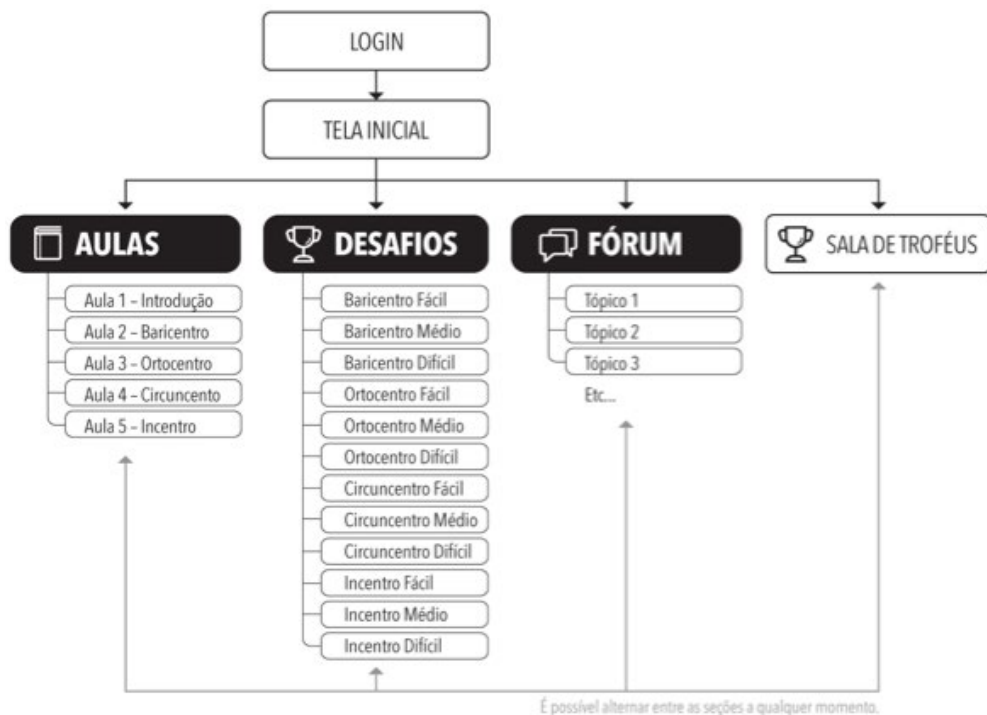 LOGIN
TELA INICIAL
AULAS
Aula 1 – Introdução
Aula 2 – Baricentro
Aula 3 – Ortocentro
Aula 4 – Circuncento
Aula 5 – Incentro
DESAFIOS
Baricentro Fácil
Baricentro Médio
Baricentro Difícil
Ortocentro Fácil
Ortocentro Médio
Ortocentro Difícil
Circuncentro Fácil
Circuncentro Médio
Circuncentro Difícil
Incentro Fácil
Incentro Médio
Incentro Difícil
FÓRUM
Tópico 1
Tópico 2
Tópico 3
Etc...
SALA DE TROFÉUS
É possível alternar entre as seções a qualquer momento.